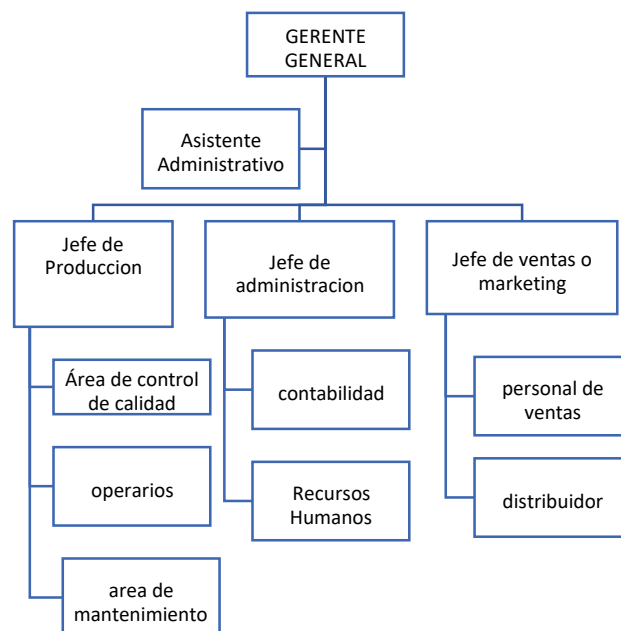 GERENTE
GENERAL
Asistente
Administrativo
Jefe de
Produccion
Jefe de
administracion
Jefe de ventas o
marketing
Área de control
de calidad
contabilidad
personal de
ventas
operarios
Recursos
Humanos
distribuidor
area de
mantenimiento